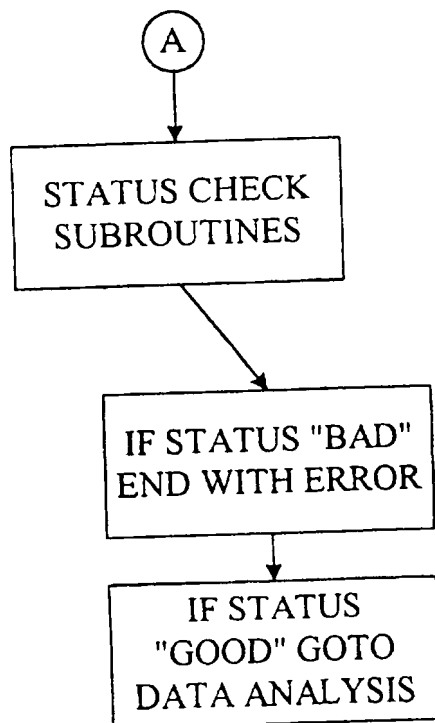 A
STATUS CHECK
SUBROUTINES
IF STATUS "BAD"
END WITH ERROR
IF STATUS
"GOOD" GOTO
DATA ANALYSIS